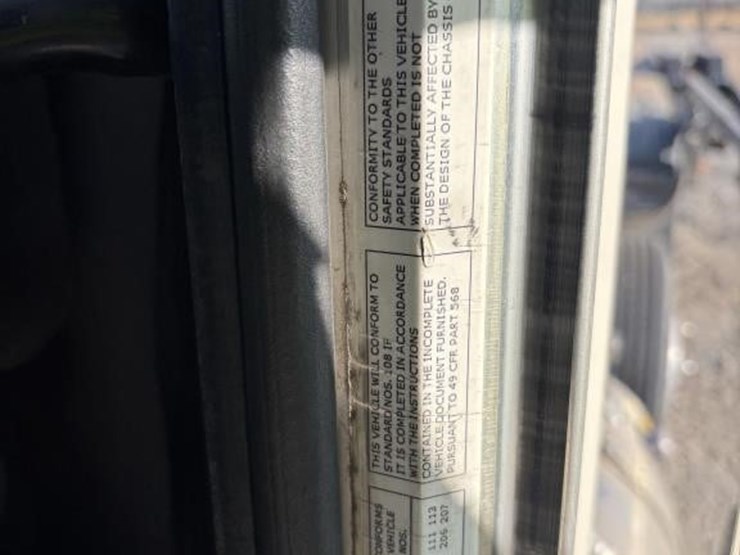 CONFORMS
VEHICLE
NOS.
111 113
206 207
THIS VEHICLE WILL CONFORM TO
STANDARD NOS. 108 IF
IT IS COMPLETED IN ACCORDANCE
WITH THE INSTRUCTIONS
CONTAINED IN THE INCOMPLETE
VEHICLE DOCUMENT FURNISHED.
PURSUANT TO 49 CFR PART 568
CONFORMITY TO THE OTHER
SAFETY STANDARDS
APPLICABLE TO THIS VEHICLE
WHEN COMPLETED IS NOT
SUBSTANTIALLY AFFECTED BY
THE DESIGN OF THE CHASSIS